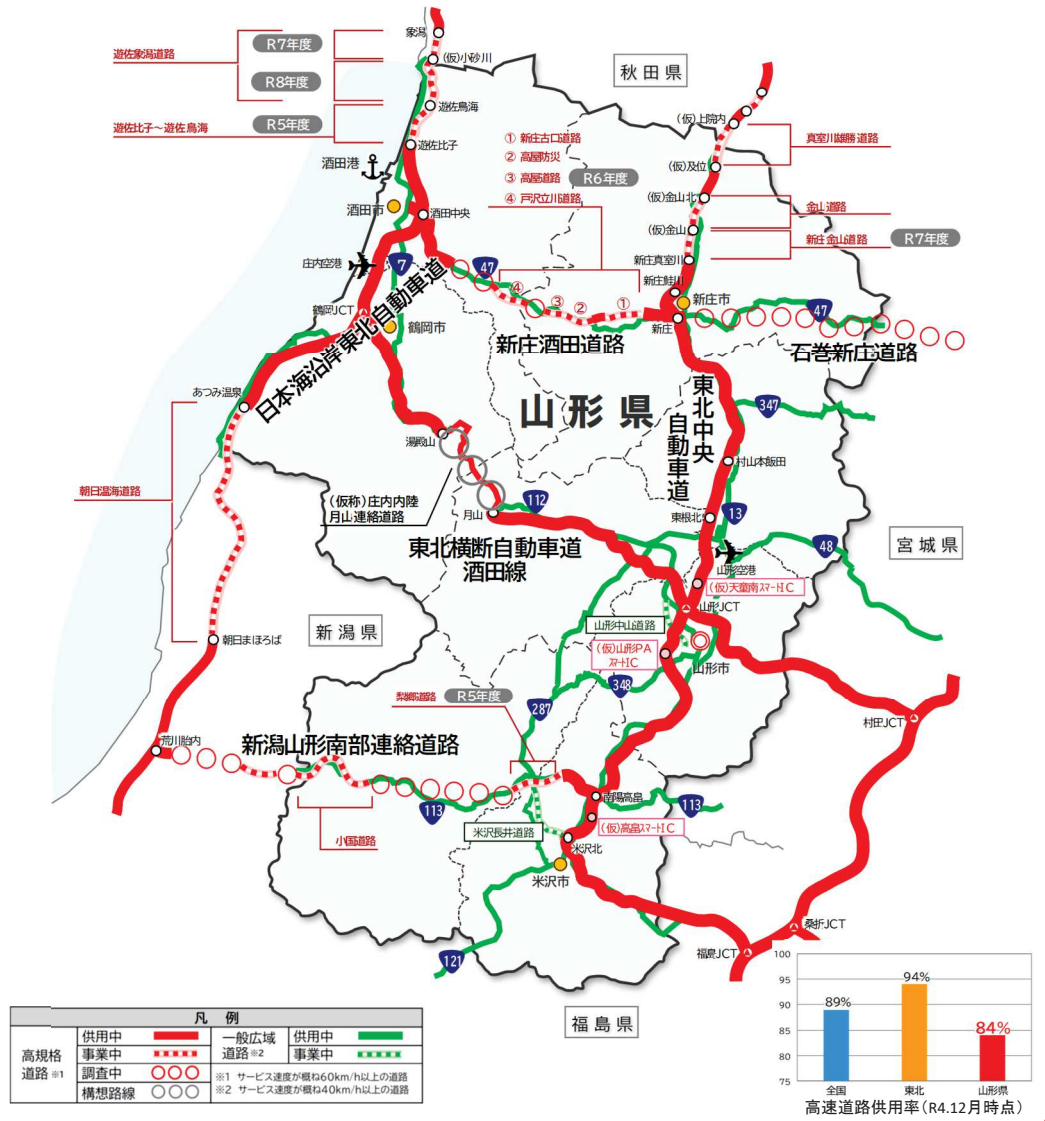 象潟
遊佐象潟道路
R7年度
(仮)小砂川
秋田県
R8年度
遊佐鳥海
(仮)上院内
遊佐比子～遊佐鳥海
R5年度
遊佐比子
① 新庄古口道路
② 高屋防災
③ 高屋道路
R6年度
④ 戸沢立川道路
真室川雄勝道路
酒田港
(仮)及位
酒田市
酒田中央
(仮)金山北
金山道路
(仮)金山
新庄金山道路
R7年度
庄内空港
7
47
新庄真室川
新庄鮭川
新庄市
④
③
②
①
47
鶴岡JCT
鶴岡市
新庄
日本海沿岸東北自動車道
新庄酒田道路
石巻新庄道路
あつみ温泉
山形県
東北中央
自動車道
347
湯殿山
村山本飯田
朝日温海道路
(仮称)庄内内陸
月山連絡道路
月山
112
東根北
13
48
宮城県
東北横断自動車道
酒田線
山形空港
(仮)天童南スマートIC
山形JCT
新潟県
山形中山道路
朝日まほろば
(仮)山形PA
スマートIC
山形市
梨郷道路
R5年度
348
287
村田JCT
荒川胎内
新潟山形南部連絡道路
南陽高畠
113
113
(仮)高畠スマートIC
小国道路
米沢長井道路
米沢北
米沢市
121
福島JCT
桑折JCT
福島県
凡 例
高規格
道路※1
供用中
事業中
調査中
構想路線
一般広域
道路※2
供用中
事業中
※1 サービス速度が概ね60km/h以上の道路
※2 サービス速度が概ね40km/h以上の道路
100
95
90
85
80
75
89%
94%
84%
全国
東北
山形県
高速道路供用率(R4.12月時点)